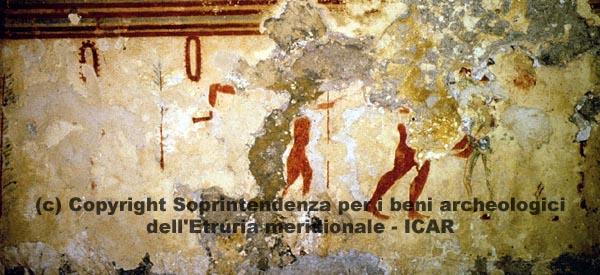 (c) Copyright Soprintendenza per i beni archeologici
dell'Etruria meridionale - ICAR